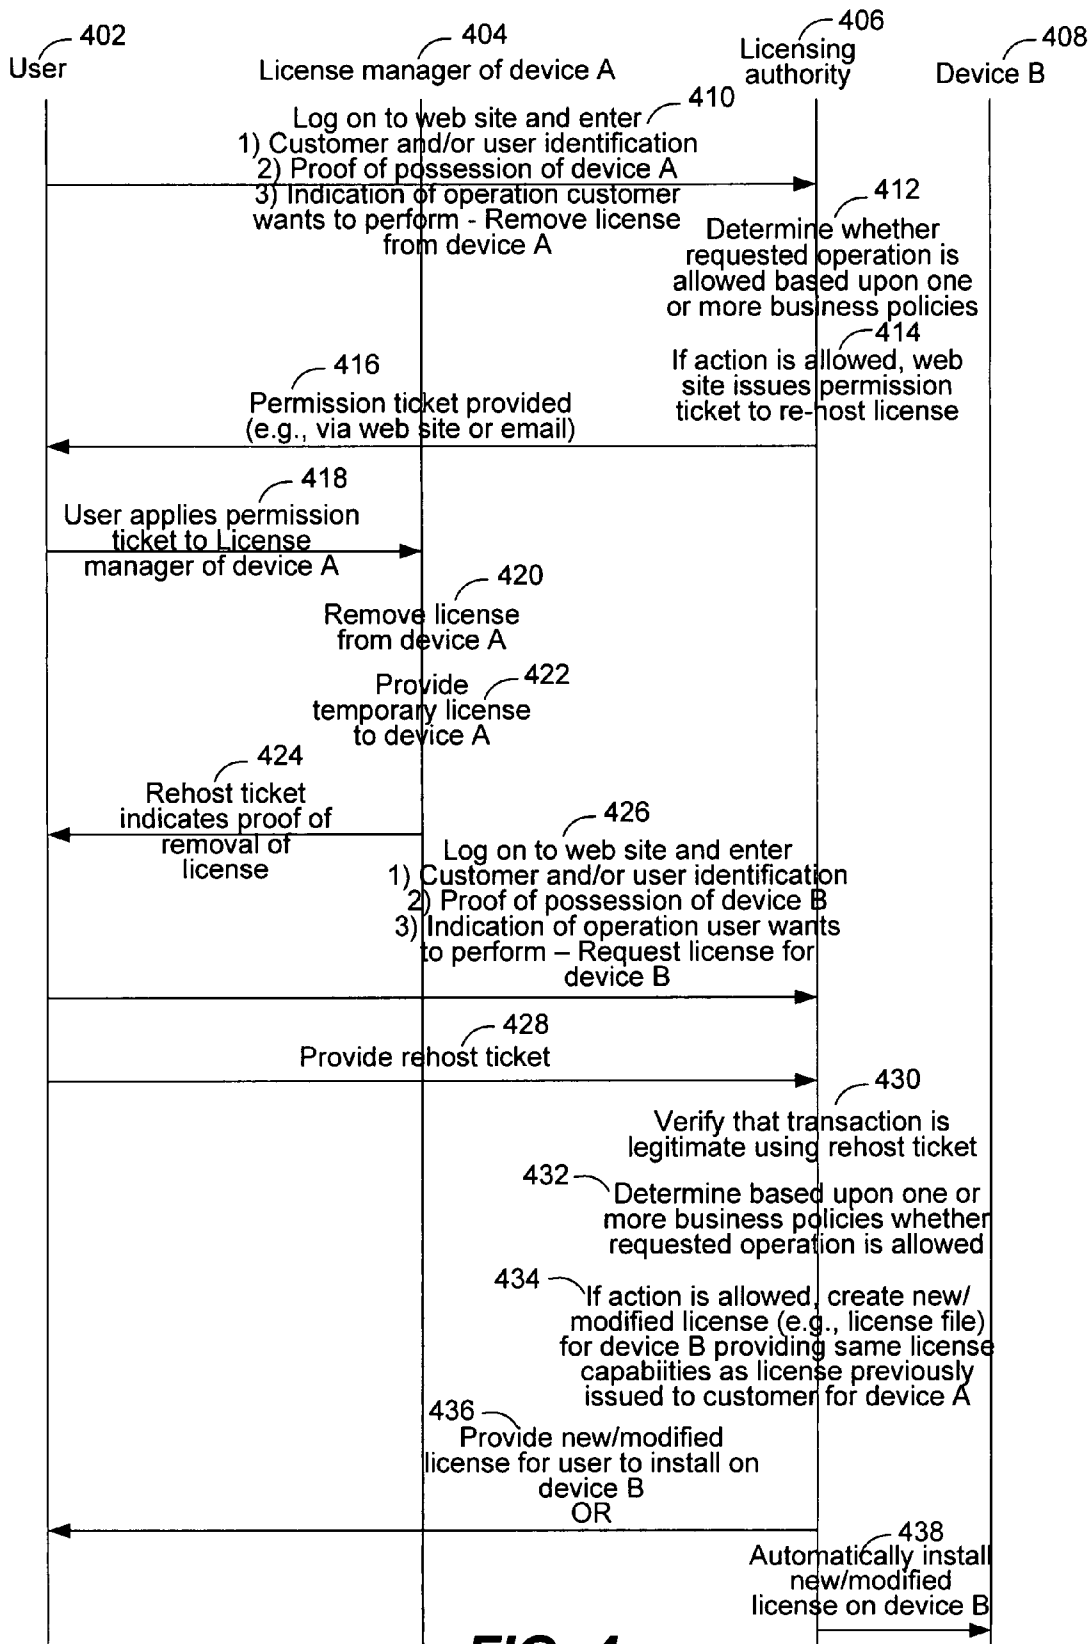 402
User
404
License manager of device A
406
Licensing
authority
408
Device B
410
Log on to web site and enter
1) Customer and/or user identification
2) Proof of possession of device A
3) Indication of operation customer
wants to perform - Remove license
from device A
412
Determine whether
requested operation is
allowed based upon one
or more business policies
414
If action is allowed, web
site issues permission
ticket to re-host license
416
Permission ticket provided
(e.g., via web site or email)
418
User applies permission
ticket to License
manager of device A
420
Remove license
from device A
422
Provide
temporary license
to device A
424
Rehost ticket
indicates proof of
removal of
license
426
Log on to web site and enter
1) Customer and/or user identification
2) Proof of possession of device B
3) Indication of operation user wants
to perform – Request license for
device B
428
Provide rehost ticket
430
Verify that transaction is
legitimate using rehost ticket
432
Determine based upon one or
more business policies whether
requested operation is allowed
434
If action is allowed, create new/
modified license (e.g., license file)
for device B providing same license
capabiities as license previously
issued to customer for device A
436
Provide new/modified
license for user to install on
device B
OR
438
Automatically install
new/modified
license on device B